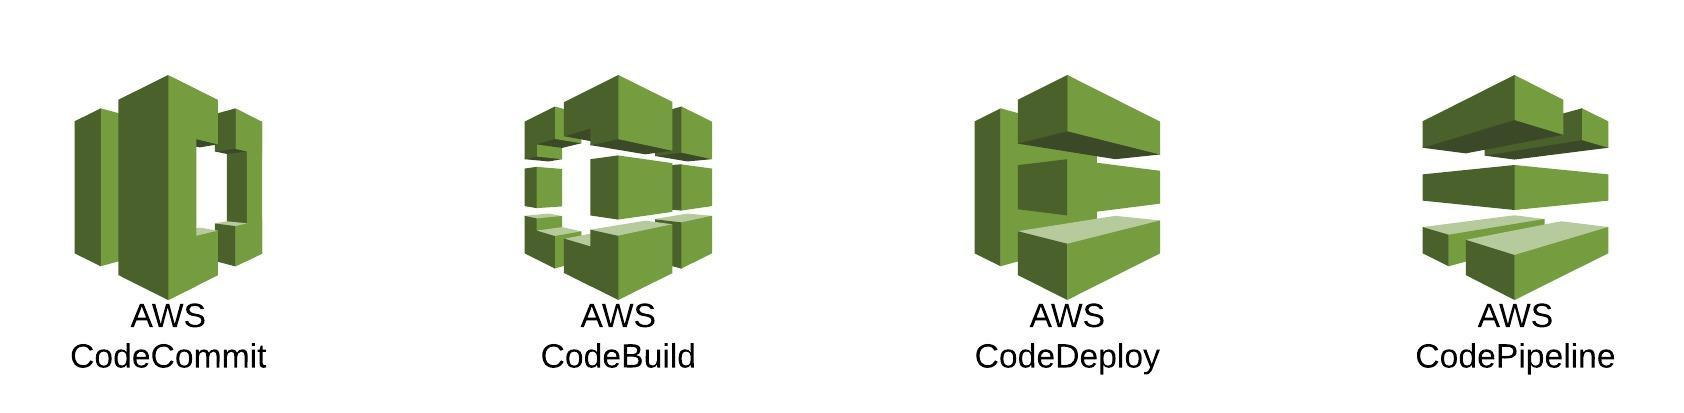 AWS
CodeCommit
AWS
CodeBuild
AWS
CodeDeploy
AWS
CodePipeline